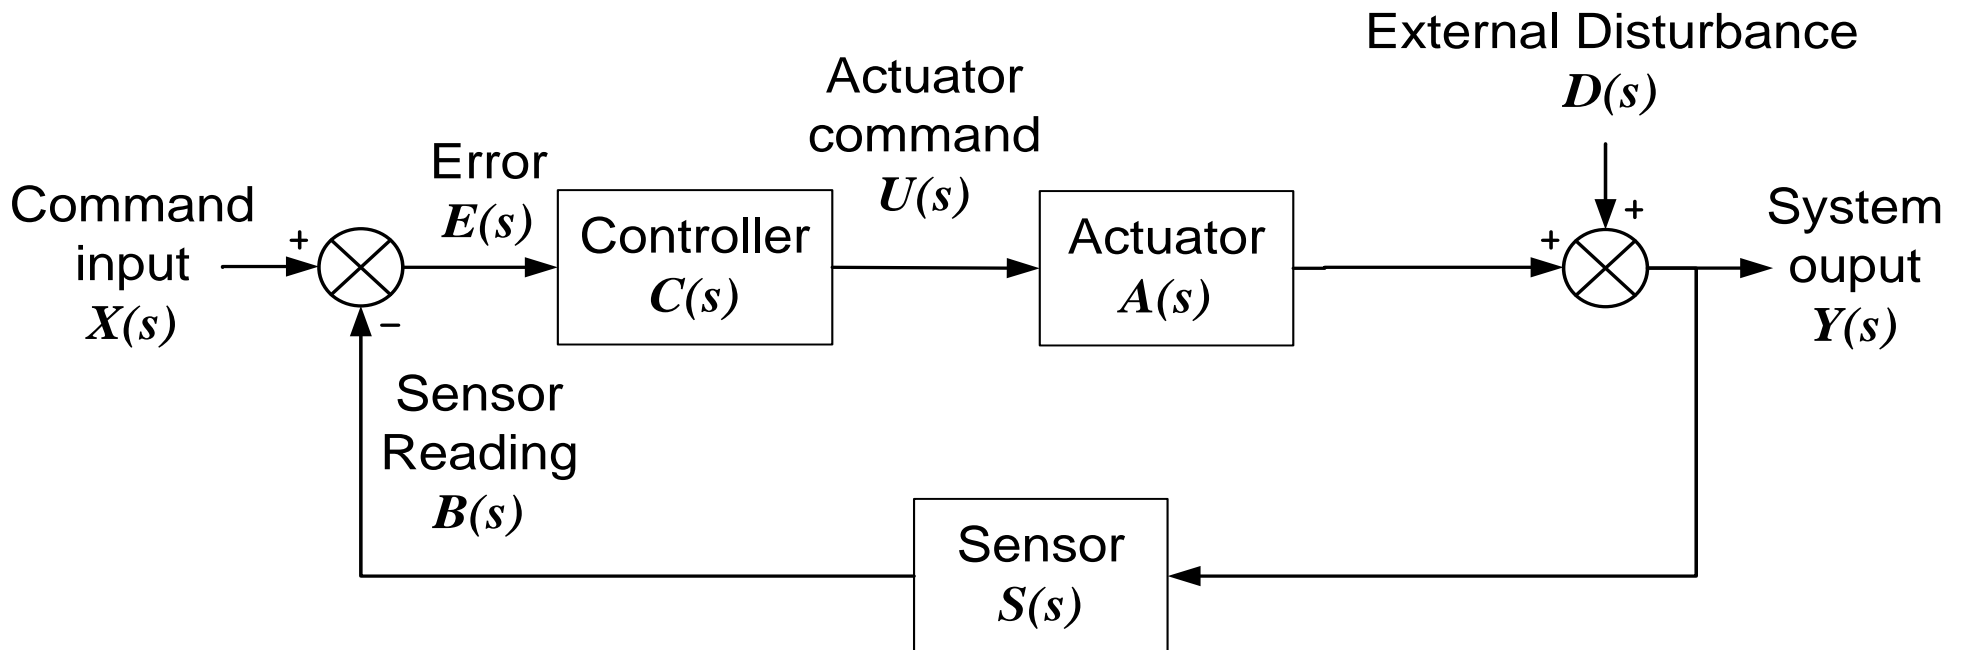 External Disturbance
D(s)
Actuator
command
U(s)
Error
E(s)
Command
input
X(s)
+
Controller
C(s)
Actuator
A(s)
+
+
System
ouput
Y(s)
−
Sensor
Reading
B(s)
Sensor
S(s)